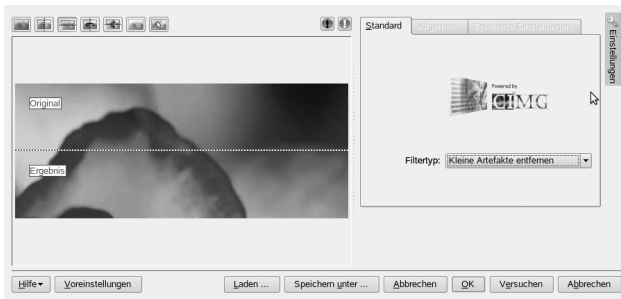 Standard Allgemein Erweiterte Einstellungen
Einstellungen
Original
Ergebnis
Powered by
CIMG
Filtertyp: Kleine Artefakte entfernen
Hilfe Voreinstellungen Laden ... Speichern unter ... Abbrechen OK Versuchen Abbrechen